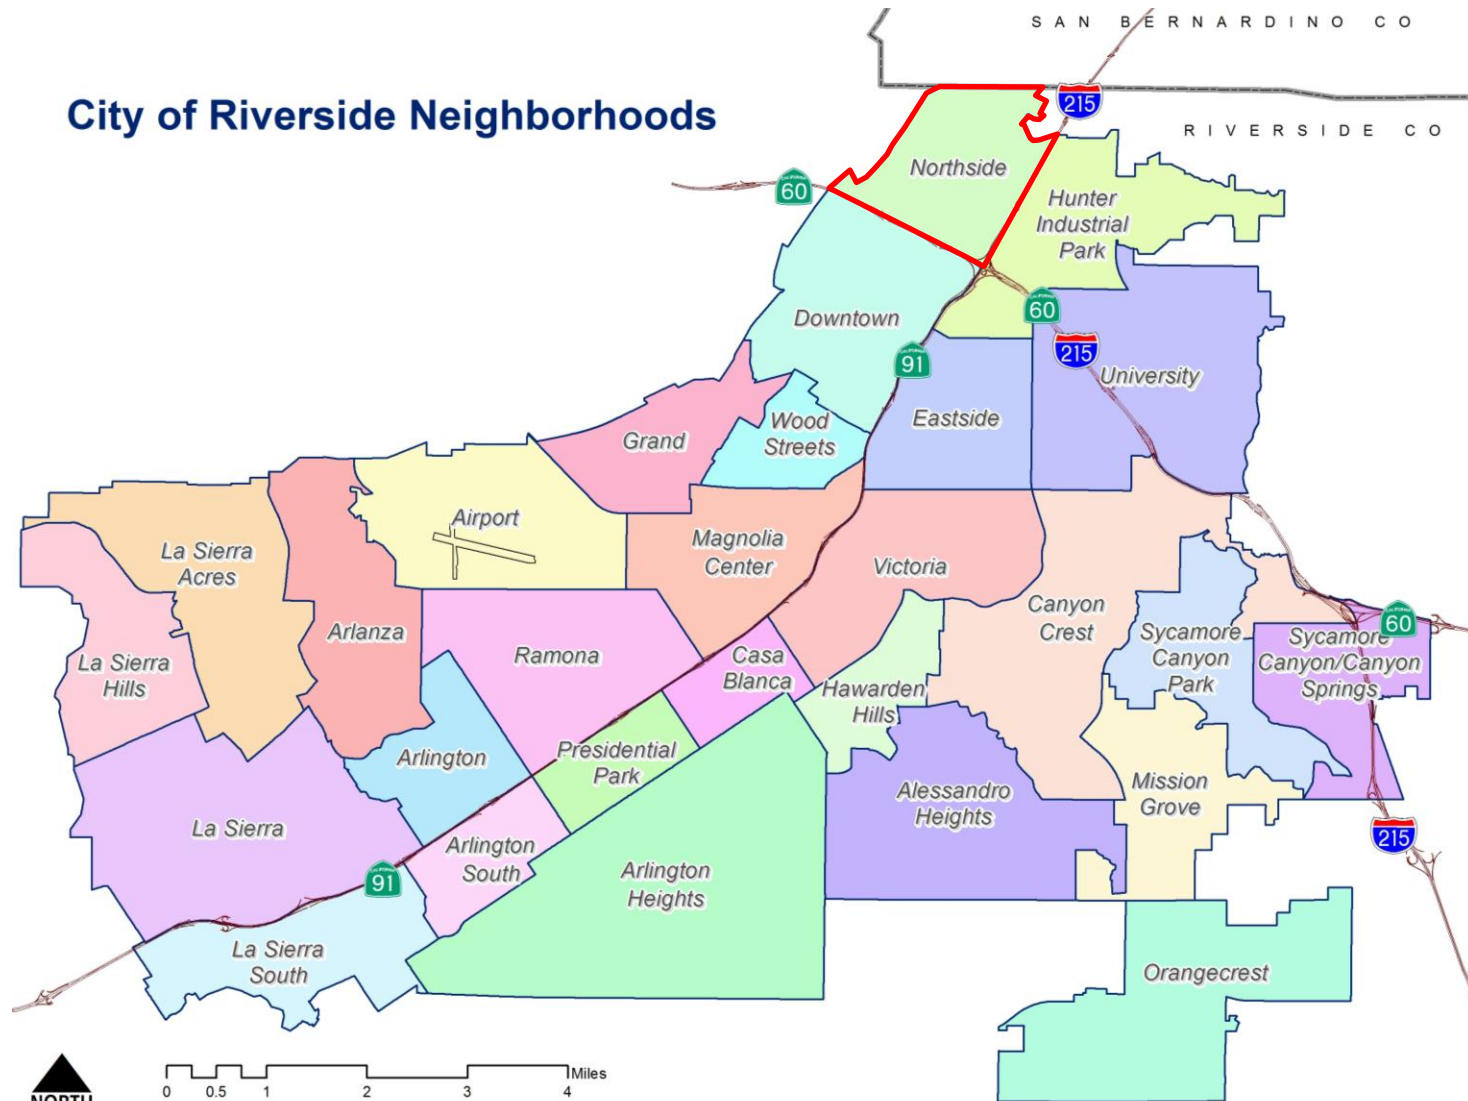 SAN BERNARDINO CO
City of Riverside Neighborhoods
215
RIVERSIDE CO
Northside
60
Hunter
Industrial
Park
60
Downtown
91
215
University
Eastside
Wood
Streets
Grand
Airport
Magnolia
Center
Victoria
La Sierra
Acres
Canyon
Crest
Arlanza
Sycamore
Canyon
Park
60
Sycamore
Canyon/Canyon
Springs
La Sierra
Hills
Ramona
Casa
Blanca
Hawarden
Hills
Arlington
Presidential
Park
Alessandro
Heights
Mission
Grove
La Sierra
215
Arlington
South
91
Arlington
Heights
La Sierra
South
Orangecrest
NORTH
0 0.5 1 2 3 4 Miles